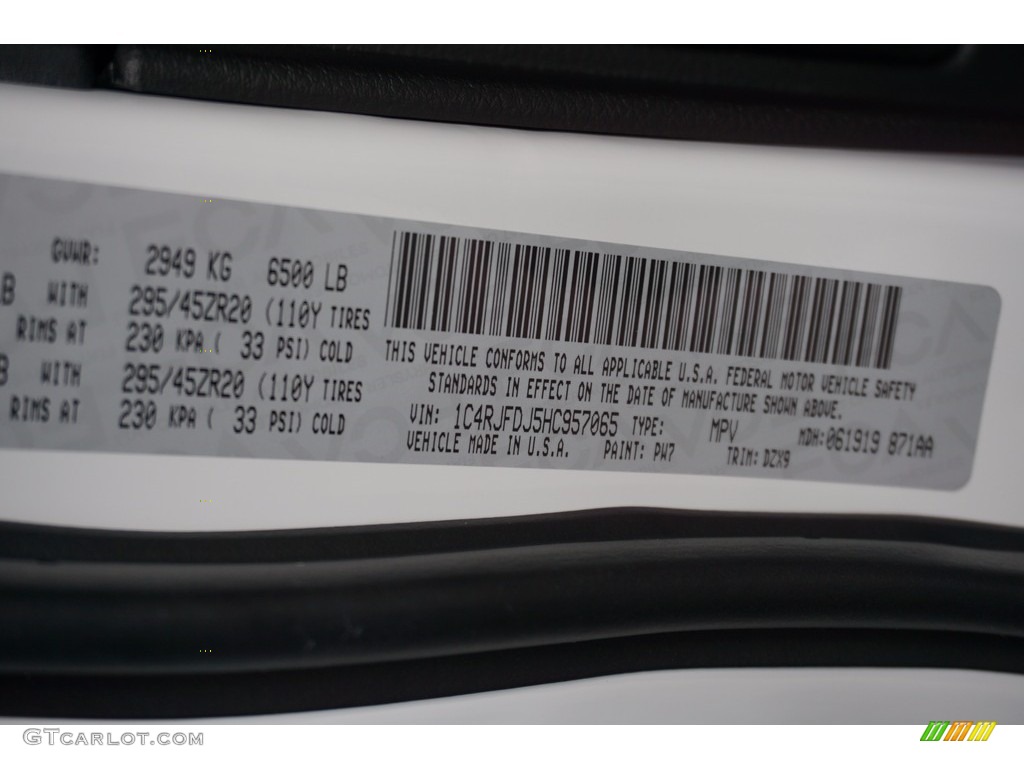 GVWR: 2949 KG 6500 LB
LB WITH 295/45ZR20 (110Y TIRES
RIMS AT 230 KPA ( 33 PSI) COLD
B WITH 295/45ZR20 (110Y TIRES
RIMS AT 230 KPA ( 33 PSI) COLD
THIS VEHICLE CONFORMS TO ALL APPLICABLE U.S.A. FEDERAL MOTOR VEHICLE SAFETY
STANDARDS IN EFFECT ON THE DATE OF MANUFACTURE SHOWN ABOVE.
VIN: 1C4RJFDJ5HC957065 TYPE: MPV MDH:061919 871AA
VEHICLE MADE IN U.S.A. PAINT: PW7 TRIM: DZX9
GTcarlot.com